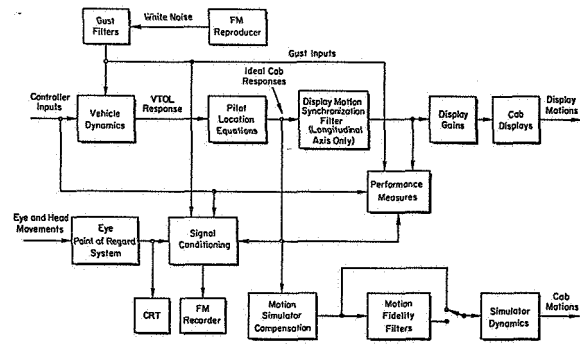 Gust
Filters
White Noise
FM
Reproducer
Gust Inputs
Ideal Cab
Responses
Controller
Inputs
Vehicle
Dynamics
VTOL
Response
Pilot
Location
Equations
Display Motion
Synchronization
Filter
(Longitudinal
Axis Only)
Display
Gains
Cab
Displays
Display
Motions
Performance
Measures
Eye and Head
Movements
Eye
Point of Regard
System
Signal
Conditioning
CRT
FM
Recorder
Motion
Simulator
Compensation
Motion
Fidelity
Filters
Simulator
Dynamics
Cab
Motions